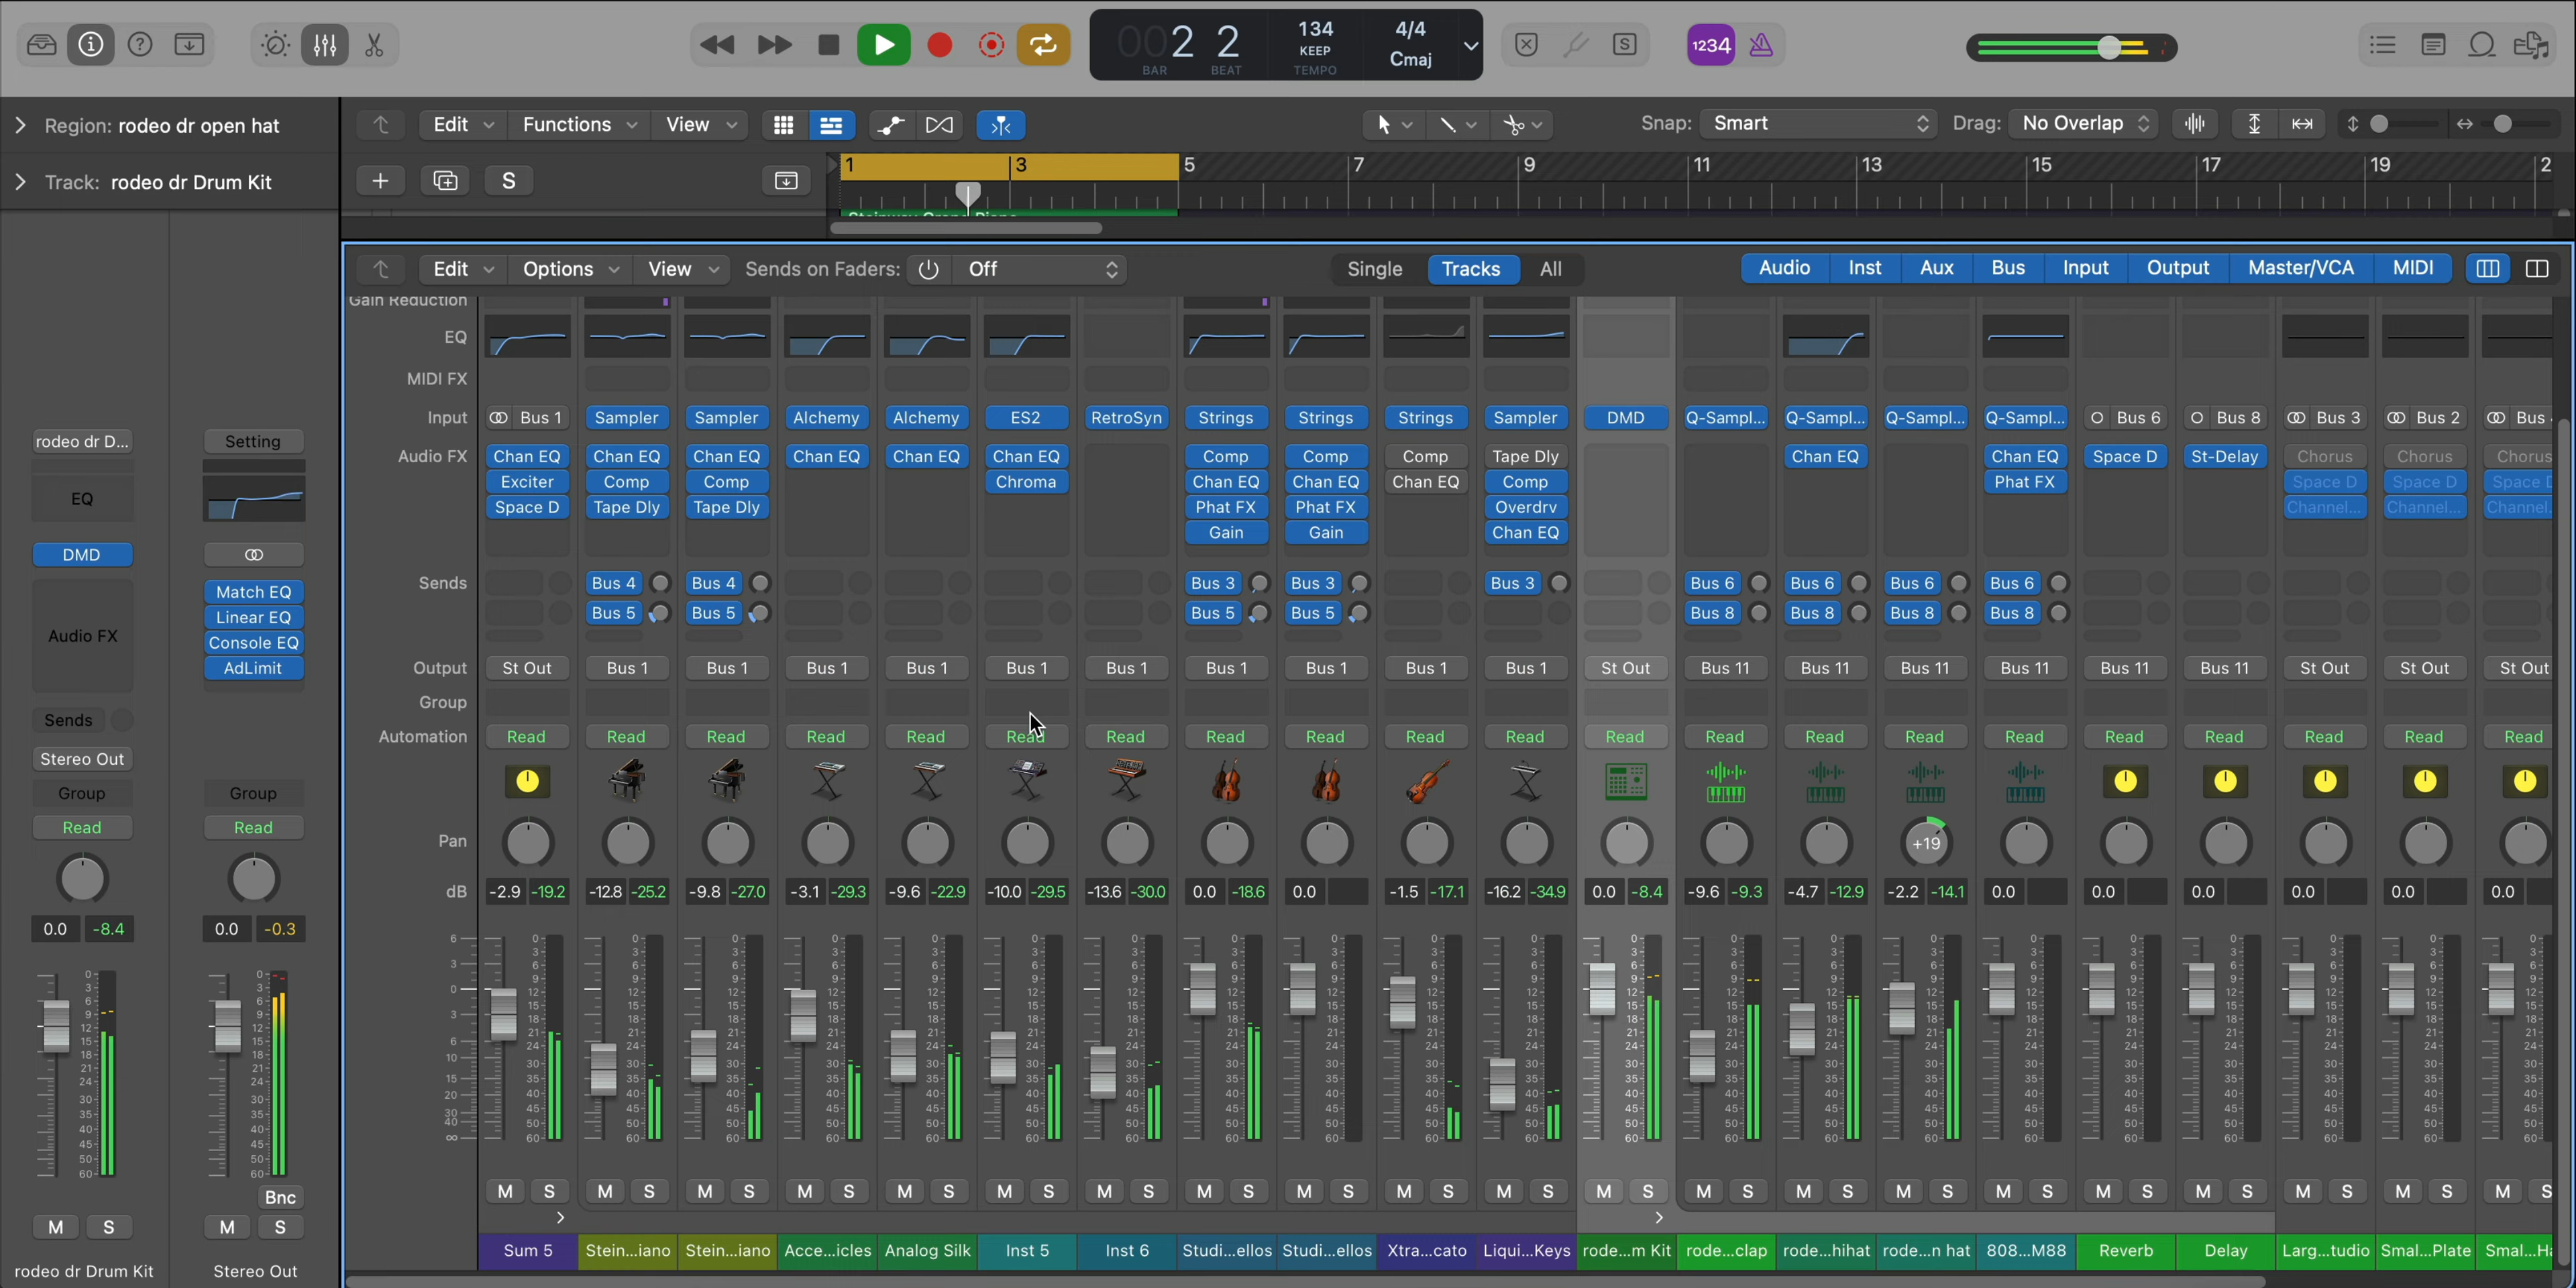 002 2
BAR BEAT
134
KEEP
TEMPO
4/4
Cmaj
S
1234
Region: rodeo dr open hat
Track: rodeo dr Drum Kit
Edit Functions View
Snap: Smart
Drag: No Overlap
S
1 3 5 7 9 11 13 15 17 19 2
Steinway Grand Piano
Edit Options View Sends on Faders: Off
Single Tracks All
Audio Inst Aux Bus Input Output Master/VCA MIDI
Gain Reduction
EQ
MIDI FX
Input Bus 1 Sampler Sampler Alchemy Alchemy ES2 RetroSyn Strings Strings Strings Sampler DMD Q-Sampl... Q-Sampl... Q-Sampl... Q-Sampl... Bus 6 Bus 8 Bus 3 Bus 2 Bus
Audio FX Chan EQ Chan EQ Chan EQ Chan EQ Chan EQ Chan EQ Comp Comp Comp Tape Dly Chan EQ Chan EQ Space D St-Delay Chorus Chorus Chorus
Exciter Comp Comp Chroma Chan EQ Chan EQ Chan EQ Comp Phat FX Space D Space D Space D
Space D Tape Dly Tape Dly Phat FX Phat FX Overdrv Channel... Channel... Channel.
Gain Gain Chan EQ
Sends Bus 4 Bus 4 Bus 3 Bus 3 Bus 3 Bus 6 Bus 6 Bus 6 Bus 6
Bus 5 Bus 5 Bus 5 Bus 5 Bus 8 Bus 8 Bus 8 Bus 8
Output St Out Bus 1 Bus 1 Bus 1 Bus 1 Bus 1 Bus 1 Bus 1 Bus 1 Bus 1 Bus 1 St Out Bus 11 Bus 11 Bus 11 Bus 11 Bus 11 Bus 11 St Out St Out St Out
Group
Automation Read Read Read Read Read Read Read Read Read Read Read Read Read Read Read Read Read Read Read Read Read
Pan +19
dB -2.9 -19.2 -12.8 -25.2 -9.8 -27.0 -3.1 -29.3 -9.6 -22.9 -10.0 -29.5 -13.6 -30.0 0.0 -18.6 0.0 -1.5 -17.1 -16.2 -34.9 0.0 -8.4 -9.6 -9.3 -4.7 -12.9 -2.2 -14.1 0.0 0.0 0.0 0.0 0.0 0.0
M S M S M S M S M S M S M S M S M S M S M S M S M S M S M S M S M S M S M S M S M S
Sum 5 Stein...iano Stein...iano Acce...icles Analog Silk Inst 5 Inst 6 Studi...ellos Studi...ellos Xtra...cato Liqui...Keys rode...m Kit rode...clap rode...hihat rode...n hat 808...M88 Reverb Delay Larg...tudio Smal...Plate Smal...Ha
rodeo dr D...
EQ
DMD
Audio FX
Sends
Stereo Out
Group
Read
0.0 -8.4
M S
rodeo dr Drum Kit
Setting
Match EQ
Linear EQ
Console EQ
AdLimit
Group
Read
0.0 -0.3
Bnc
M S
Stereo Out